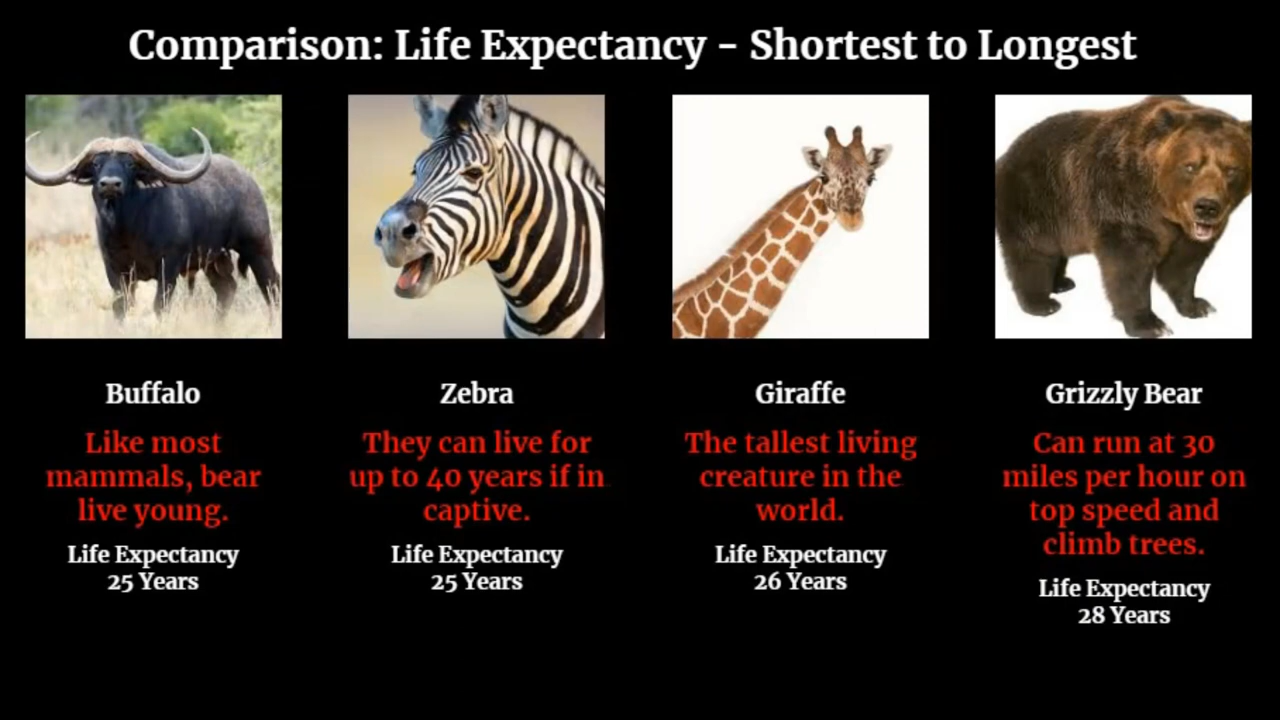 Comparison: Life Expectancy - Shortest to Longest
Buffalo
Like most
mammals, bear
live young.
Life Expectancy
25 Years
Zebra
They can live for
up to 40 years if in
captive.
Life Expectancy
25 Years
Giraffe
The tallest living
creature in the
world.
Life Expectancy
26 Years
Grizzly Bear
Can run at 30
miles per hour on
top speed and
climb trees.
Life Expectancy
28 Years